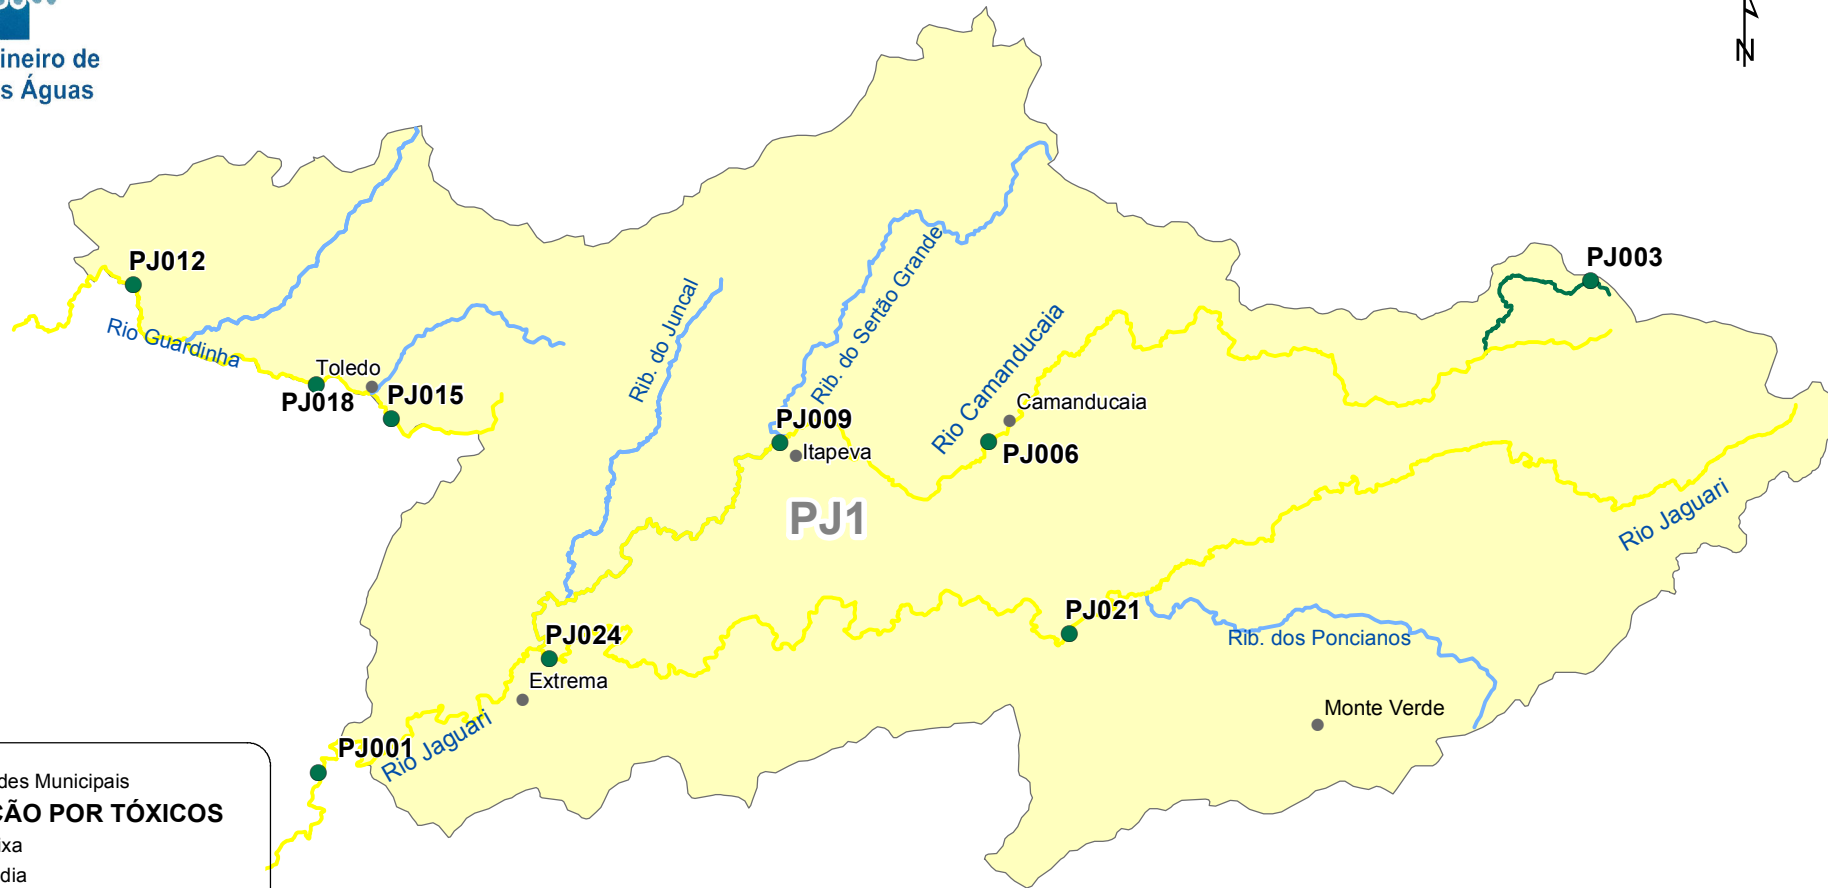 ineiro de
s Águas
N
PJ012
PJ003
Rio Guardinha
Toledo
PJ018
PJ015
Rib. do Juncal
Rib. do Sertão Grande
Rio Camanducaia
PJ009
Itapeva
Camanducaia
PJ006
PJ1
Rio Jaguari
PJ021
Rib. dos Poncianos
PJ024
Extrema
Monte Verde
PJ001
Rio Jaguari
des Municipais
ÇÃO POR TÓXICOS
ixa
dia